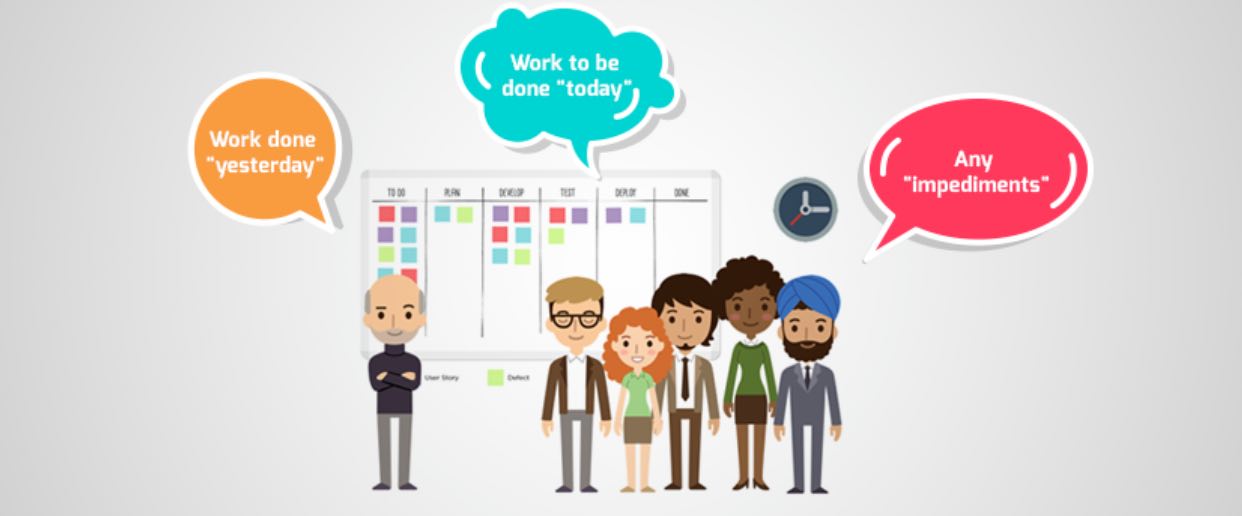 Work to be
done "today"
Work done
"yesterday"
Any
"impediments"
TO DO
PLAN
DEVELOP
TEST
DEPLOY
DONE
User Story
Defect